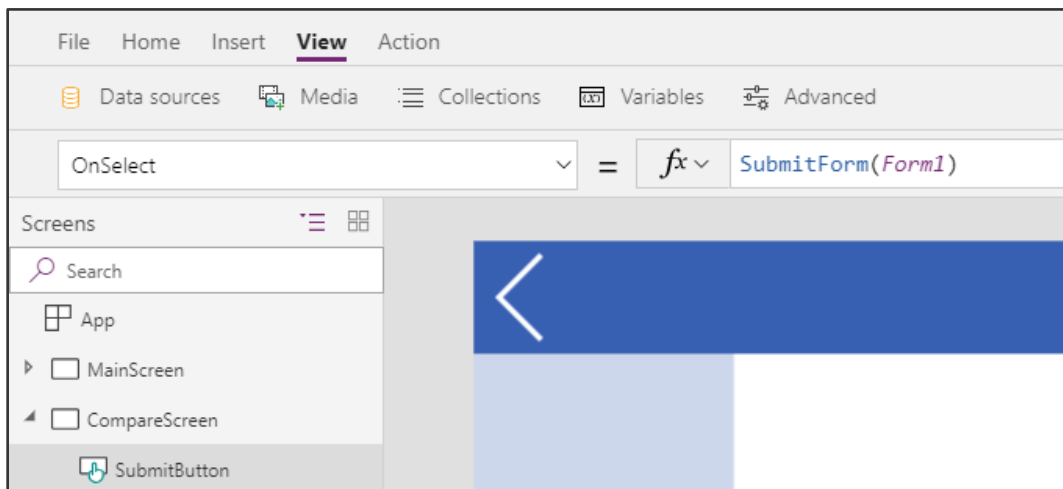 File Home Insert View Action
Data sources Media Collections (x) Variables Advanced
OnSelect = fx SubmitForm(Form1)
Screens
Search
App
MainScreen
CompareScreen
SubmitButton